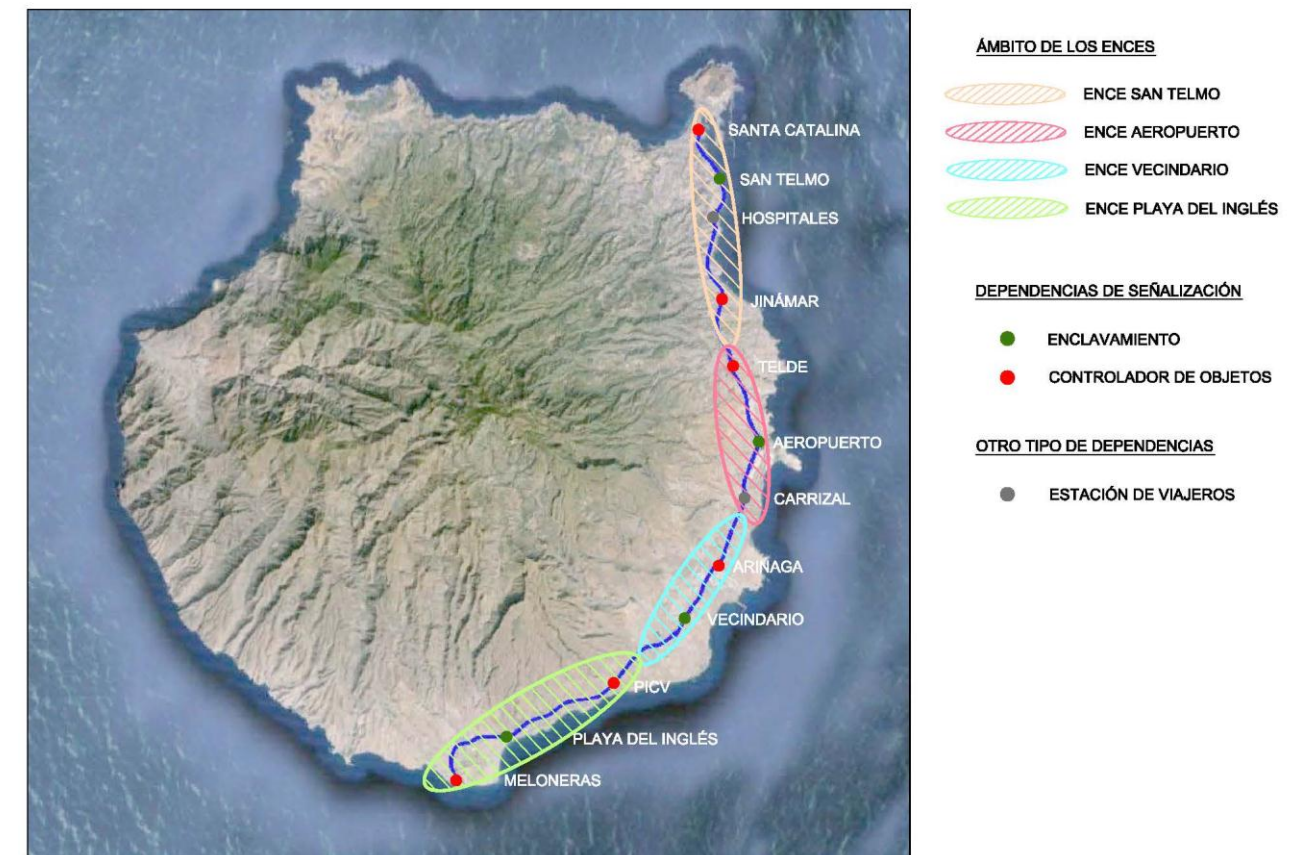 SANTA CATALINA
SAN TELMO
HOSPITALES
JINÁMAR
TELDE
AEROPUERTO
CARRIZAL
ARIÑAGA
VECINDARIO
PICV
PLAYA DEL INGLÉS
MELONERAS
ÁMBITO DE LOS ENCES
ENCE SAN TELMO
ENCE AEROPUERTO
ENCE VECINDARIO
ENCE PLAYA DEL INGLÉS
DEPENDENCIAS DE SEÑALIZACIÓN
ENCLAVAMIENTO
CONTROLADOR DE OBJETOS
OTRO TIPO DE DEPENDENCIAS
ESTACIÓN DE VIAJEROS